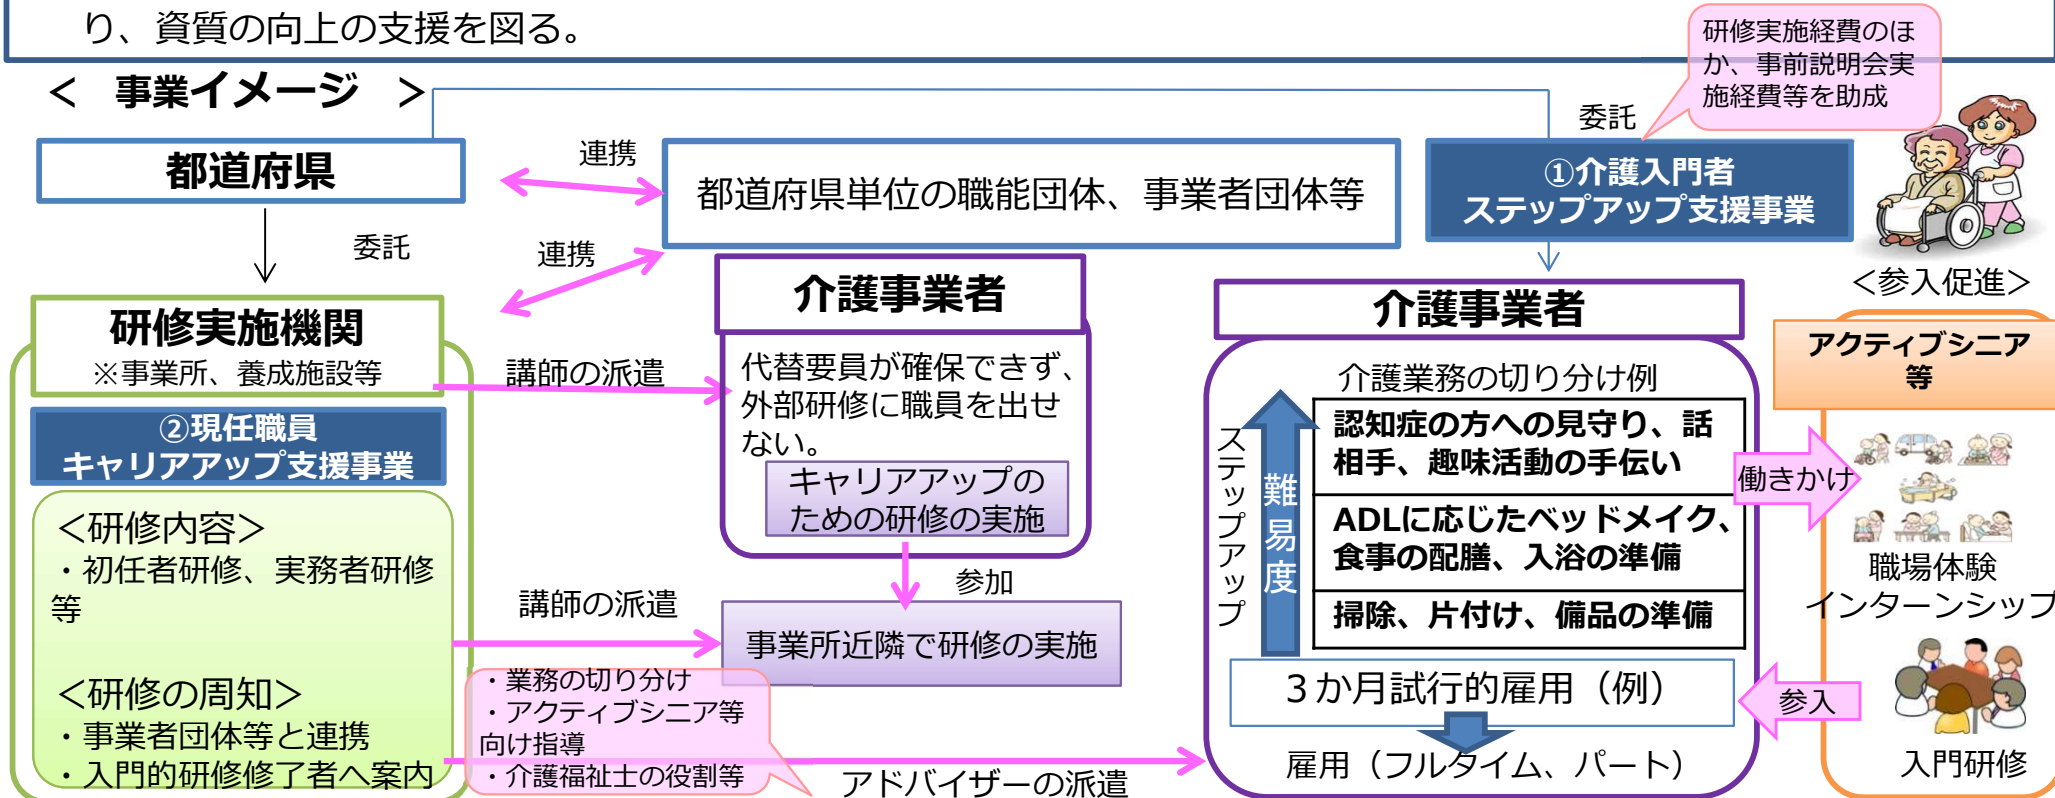 り、資質の向上の支援を図る。
研修実施経費のほ
か、事前説明会実
施経費等を助成
＜　事業イメージ　＞
委託
都道府県
連携
都道府県単位の職能団体、事業者団体等
①介護入門者
ステップアップ支援事業
委託
連携
＜参入促進＞
研修実施機関
※事業所、養成施設等
講師の派遣
介護事業者
代替要員が確保できず、
外部研修に職員を出せ
ない。
キャリアアップの
ための研修の実施
参加
②現任職員
キャリアアップ支援事業
＜研修内容＞
・初任者研修、実務者研修
等
＜研修の周知＞
・事業者団体等と連携
・入門的研修修了者へ案内
講師の派遣
事業所近隣で研修の実施
・業務の切り分け
・アクティブシニア等
向け指導
・介護福祉士の役割等
アドバイザーの派遣
介護事業者
介護業務の切り分け例
ステップアップ
難易度
認知症の方への見守り、話
相手、趣味活動の手伝い
ADLに応じたベッドメイク、
食事の配膳、入浴の準備
掃除、片付け、備品の準備
３か月試行的雇用（例）
雇用（フルタイム、パート）
働きかけ
参入
アクティブシニア
等
職場体験
インターンシップ
入門研修